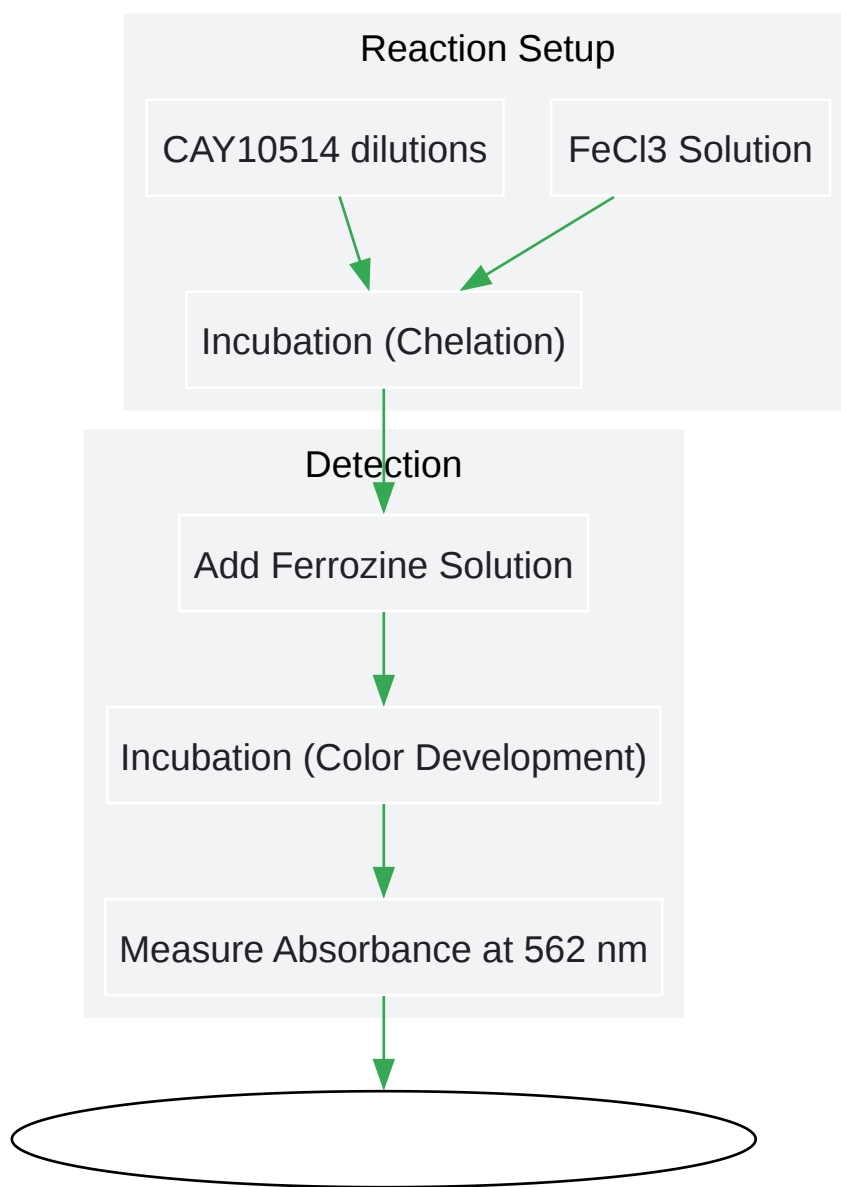 Reaction Setup
CAY10514 dilutions
FeCl3 Solution
Incubation (Chelation)
Detection
Add Ferrozine Solution
Incubation (Color Development)
Measure Absorbance at 562 nm